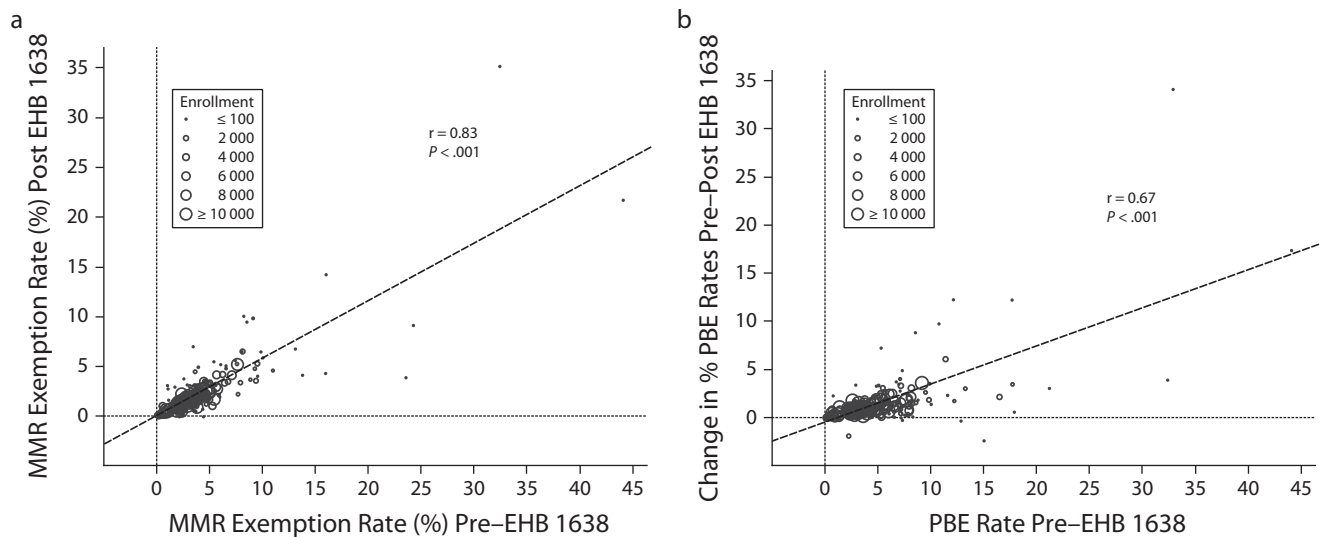 a
MMR Exemption Rate (%) Post EHB 1638
35
30
25
20
15
10
5
0
Enrollment
≤ 100
2 000
4 000
6 000
8 000
≥ 10 000
r = 0.83
P < .001
0 5 10 15 20 25 30 35 40 45
MMR Exemption Rate (%) Pre–EHB 1638
b
Change in % PBE Rates Pre–Post EHB 1638
35
30
25
20
15
10
5
0
Enrollment
≤ 100
2 000
4 000
6 000
8 000
≥ 10 000
r = 0.67
P < .001
0 5 10 15 20 25 30 35 40 45
PBE Rate Pre–EHB 1638